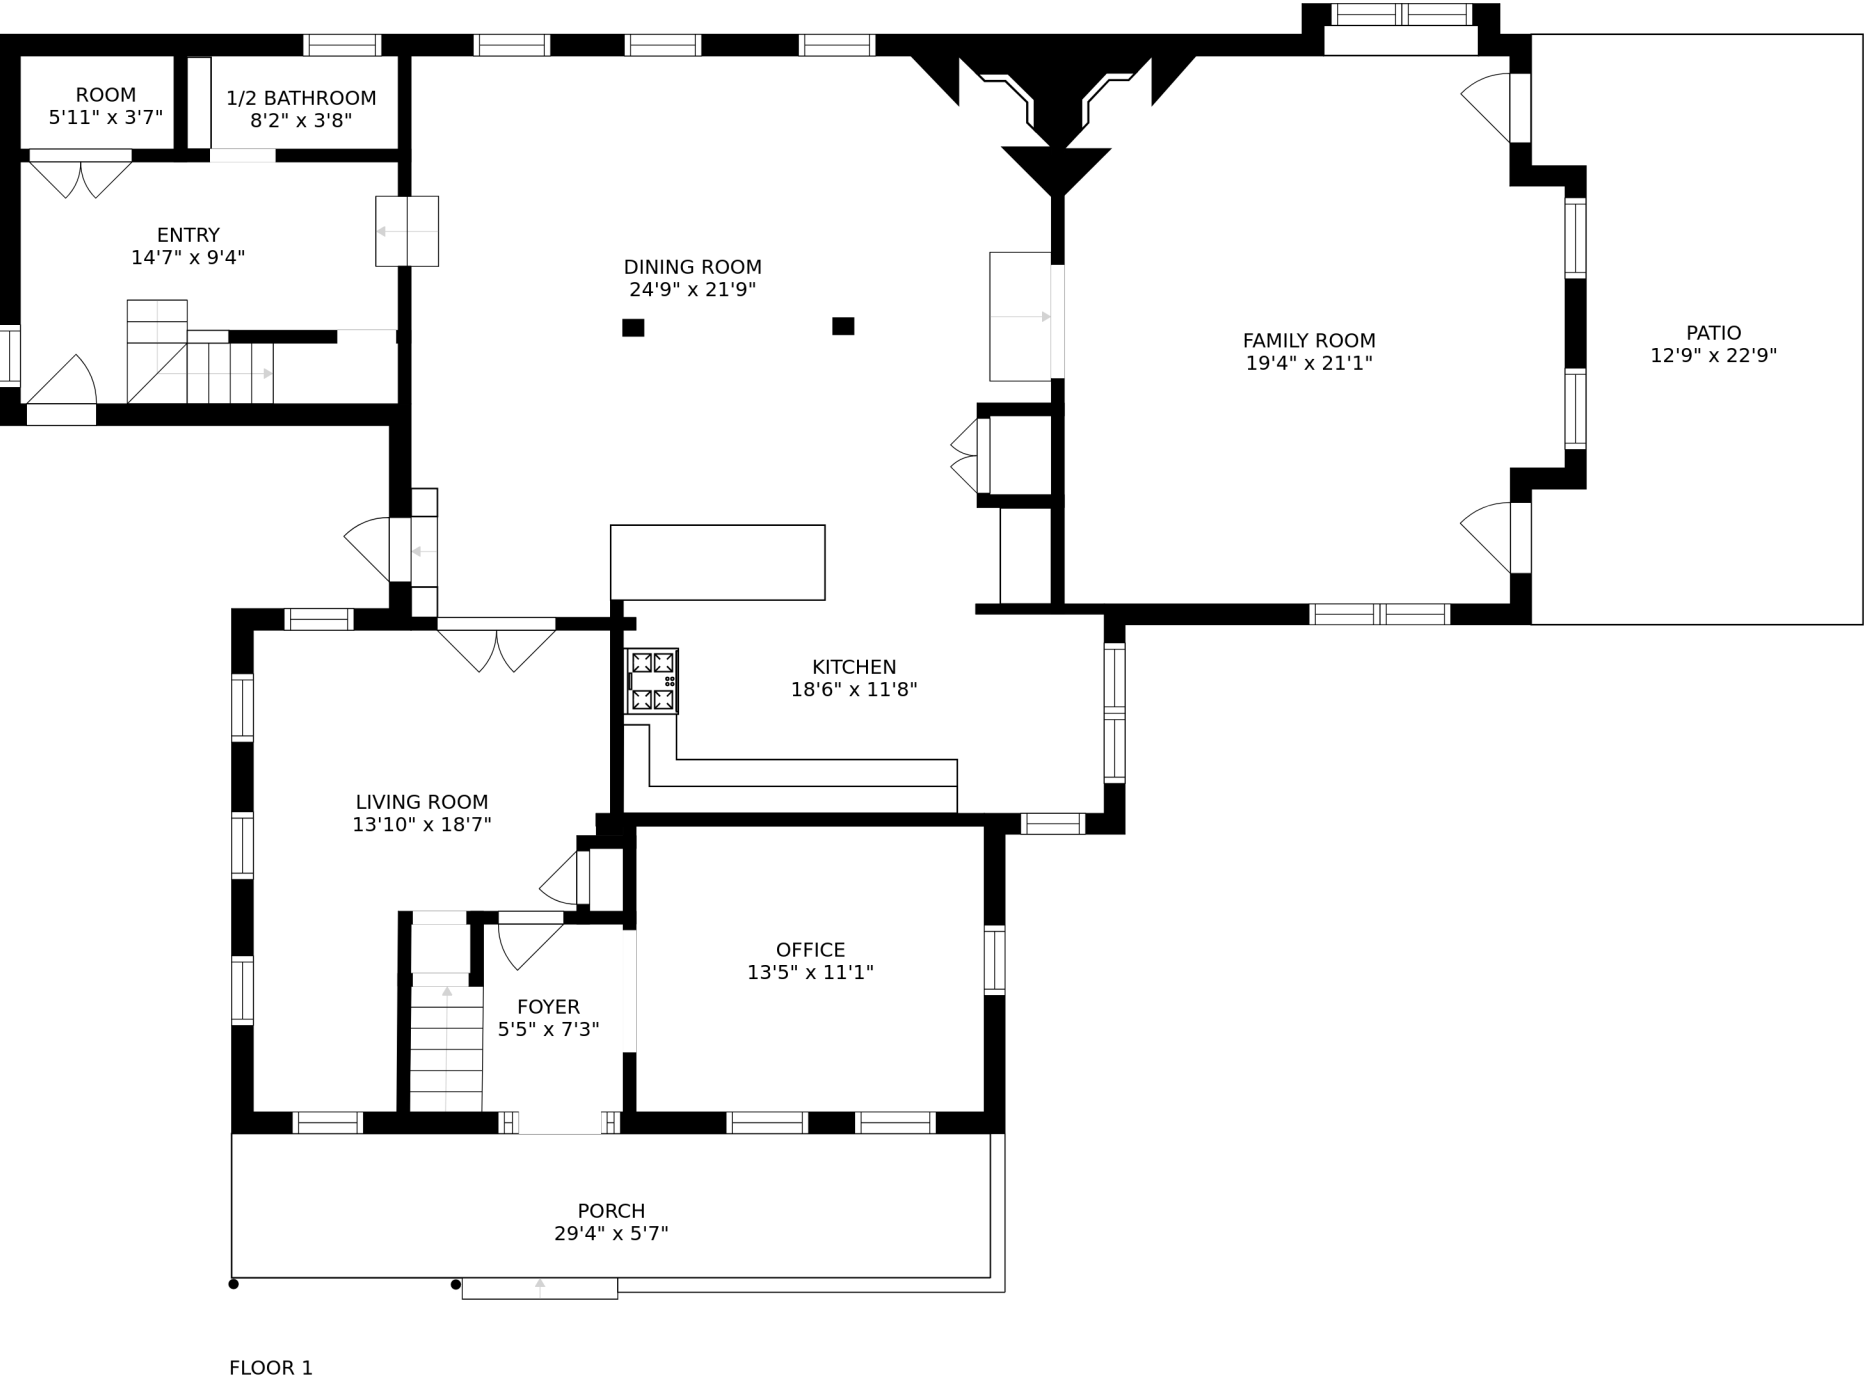 ROOM
5'11" x 3'7"
1/2 BATHROOM
8'2" x 3'8"
ENTRY
14'7" x 9'4"
DINING ROOM
24'9" x 21'9"
FAMILY ROOM
19'4" x 21'1"
PATIO
12'9" x 22'9"
KITCHEN
18'6" x 11'8"
LIVING ROOM
13'10" x 18'7"
OFFICE
13'5" x 11'1"
FOYER
5'5" x 7'3"
PORCH
29'4" x 5'7"
FLOOR 1